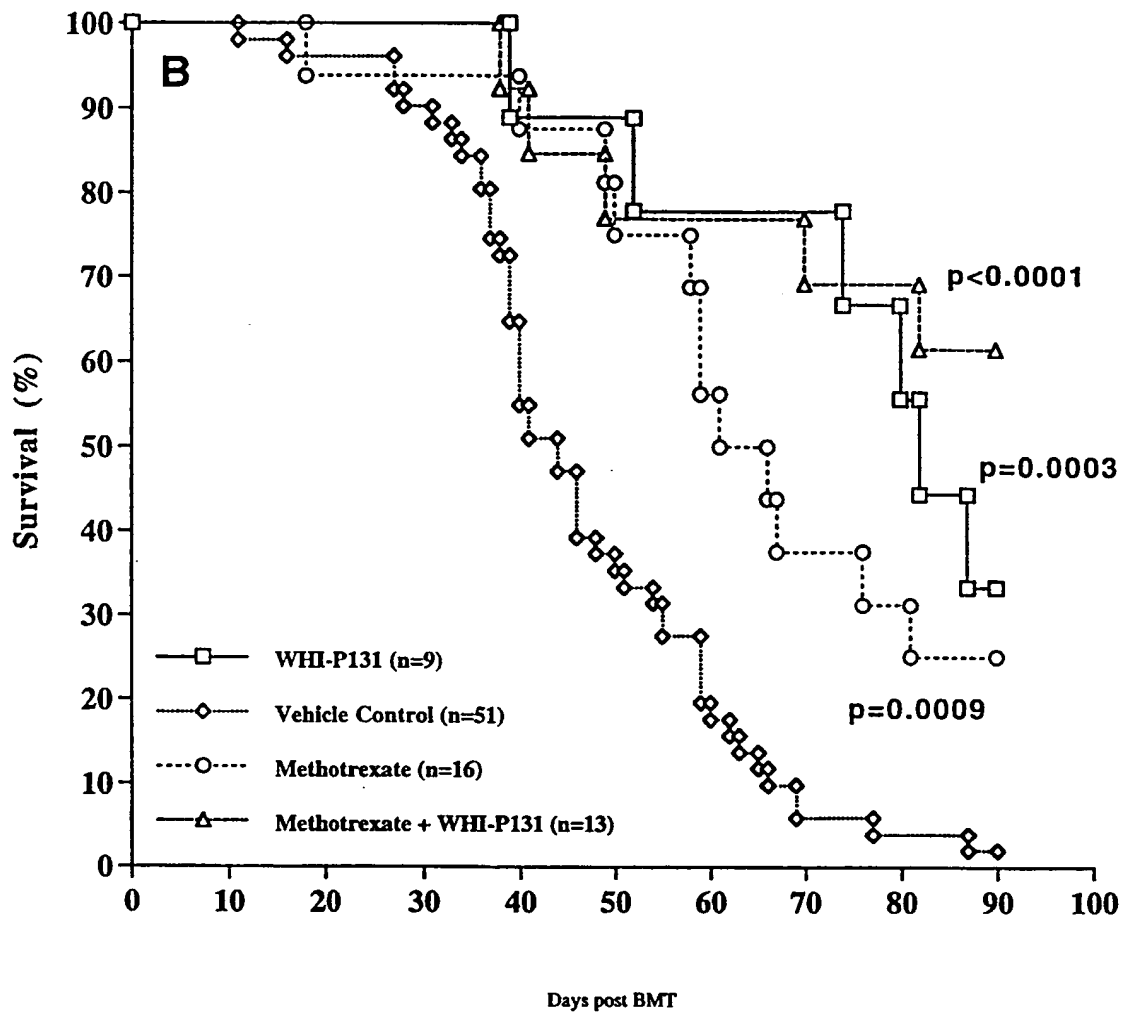 B
Survival (%)
100
90
80
70
60
50
40
30
20
10
0
p<0.0001
p=0.0003
p=0.0009
WHI-P131 (n=9)
Vehicle Control (n=51)
Methotrexate (n=16)
Methotrexate + WHI-P131 (n=13)
0 10 20 30 40 50 60 70 80 90 100
Days post BMT